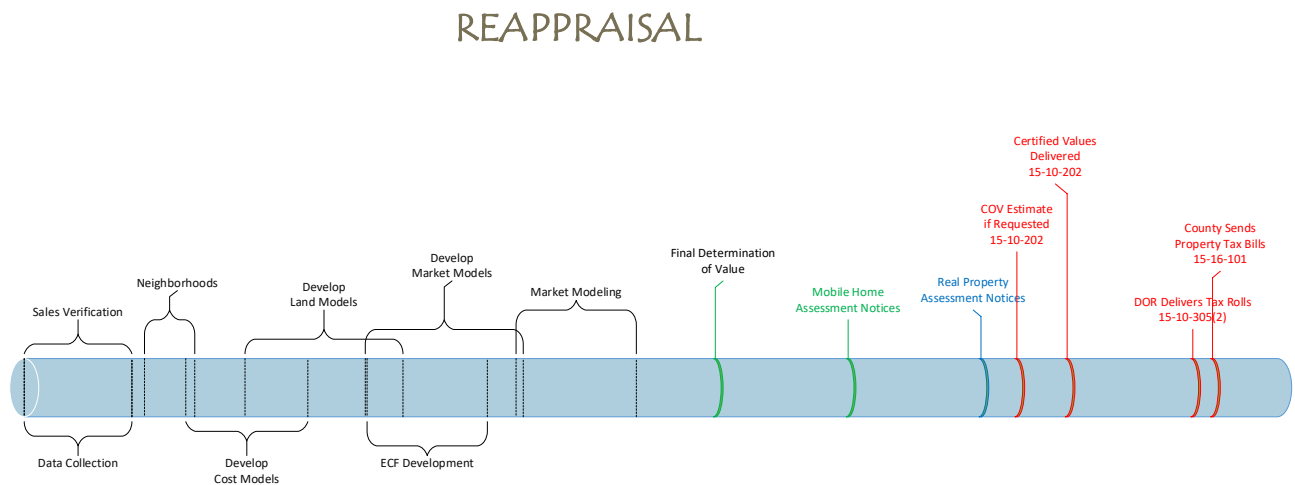 REAPPRAISAL
Certified Values
Delivered
15-10-202
COV Estimate
if Requested
15-10-202
County Sends
Property Tax Bills
15-16-101
Develop
Market Models
Final Determination
of Value
Neighborhoods
Develop
Land Models
Market Modeling
Mobile Home
Assessment Notices
Real Property
Assessment Notices
DOR Delivers Tax Rolls
15-10-305(2)
Sales Verification
Data Collection
Develop
Cost Models
ECF Development